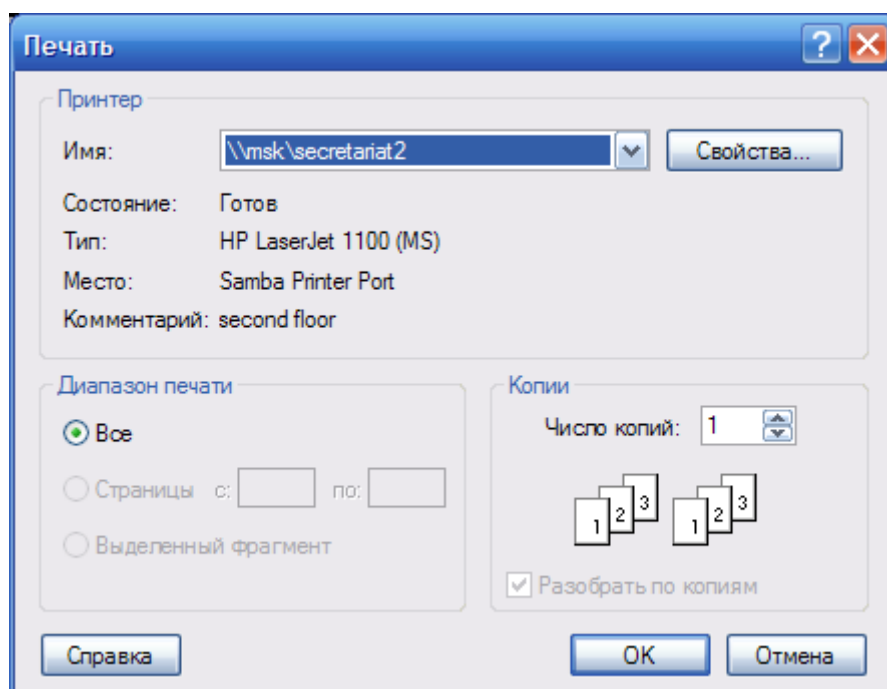 Печать
Принтер
Имя: \\msk\secretariat2 Свойства...
Состояние: Готов
Тип: HP LaserJet 1100 (MS)
Место: Samba Printer Port
Комментарий: second floor
Диапазон печати
Все
Страницы с: по:
Выделенный фрагмент
Копии
Число копий: 1
1 2 3 1 2 3
Разобрать по копиям
Справка OK Отмена